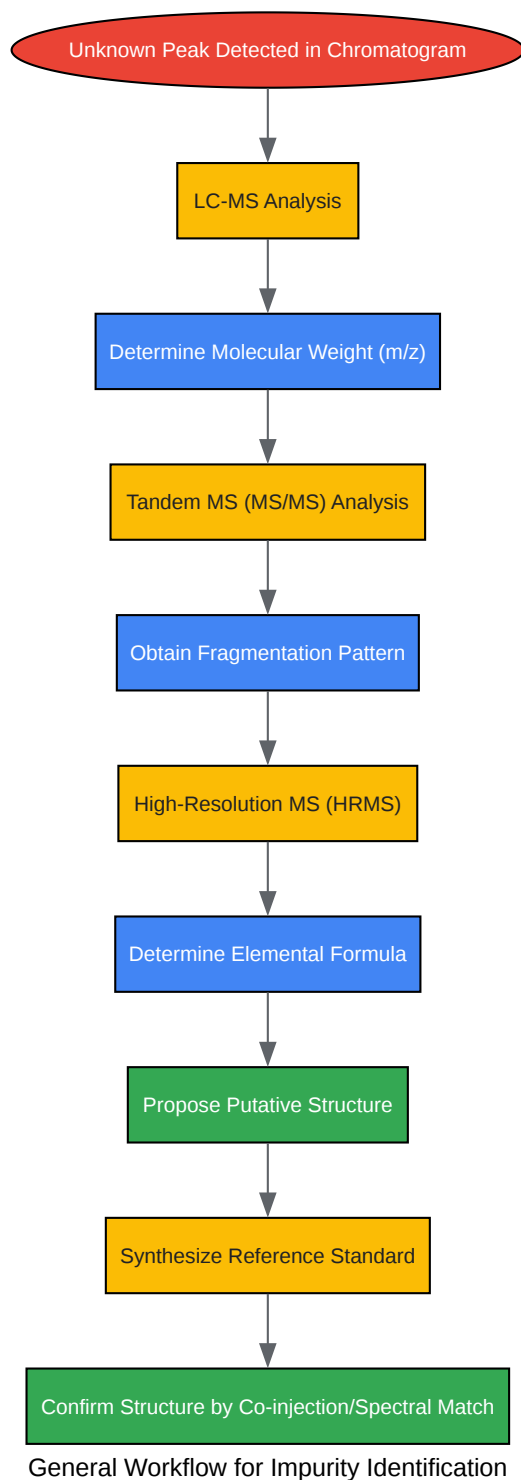 Unknown Peak Detected in Chromatogram
LC-MS Analysis
Determine Molecular Weight (m/z)
Tandem MS (MS/MS) Analysis
Obtain Fragmentation Pattern
High-Resolution MS (HRMS)
Determine Elemental Formula
Propose Putative Structure
Synthesize Reference Standard
Confirm Structure by Co-injection/Spectral Match
General Workflow for Impurity Identification